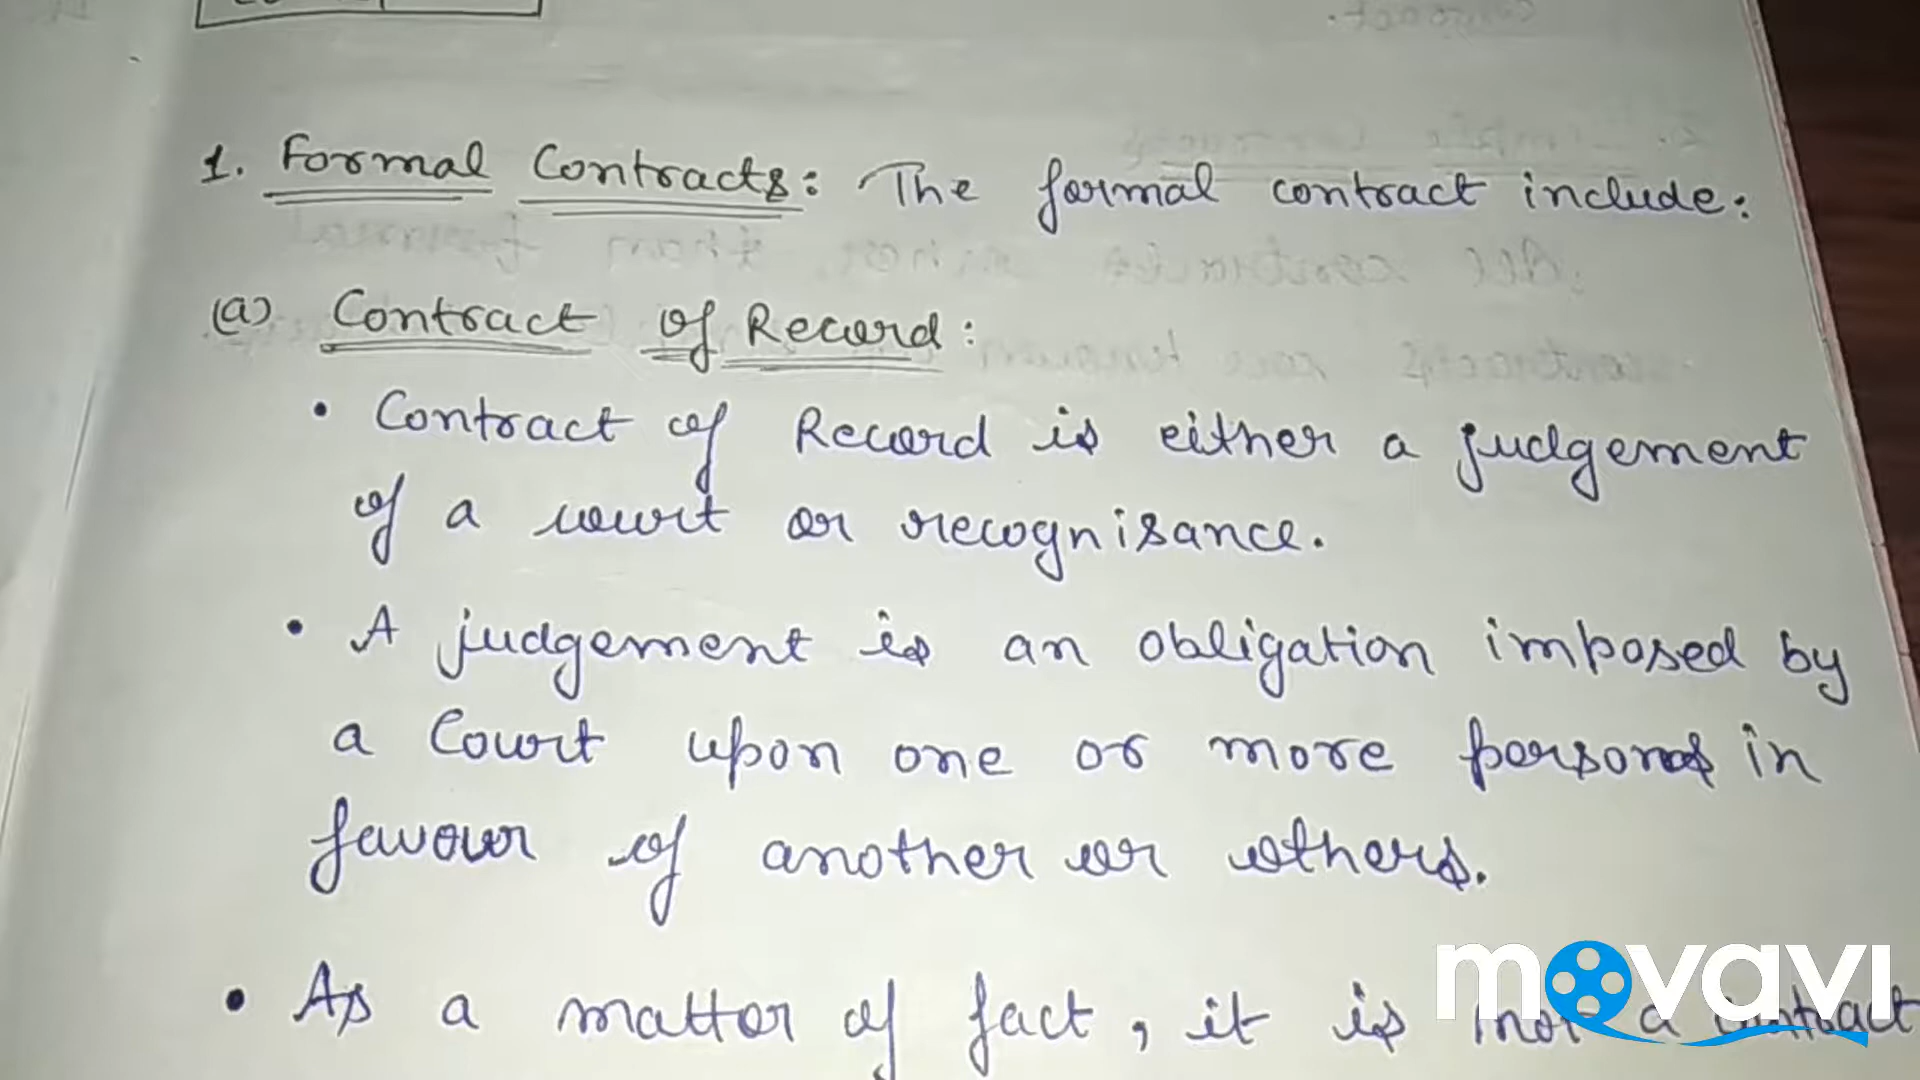 1. Formal Contracts: The formal contract include:
(a) Contract of Record:
• Contract of Record is either a judgement
of a court or recognisance.
• A judgement is an obligation imposed by
a Court upon one or more persons in
favour of another or others.
• As a matter of fact, it is not a contract
movavi